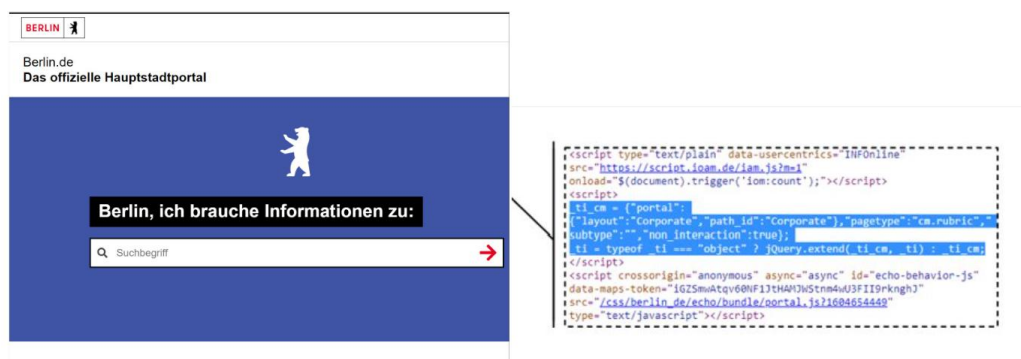 BERLIN
Berlin.de
Das offizielle Hauptstadtportal
Berlin, ich brauche Informationen zu:
Suchbegriff
<script type="text/plain" data-usercentrics="INFOnline"
src="https://script.ioam.de/iam.js?m=1"
onload="$(document).trigger('iom:count');"></script>
<script>
_ti_cm = {"portal":
{"layout":"Corporate","path_id":"Corporate"},"pagetype":"cm.rubric","
subtype":"","non_interaction":true};
_ti = typeof _ti === "object" ? jQuery.extend(_ti_cm, _ti) : _ti_cm;
</script>
<script crossorigin="anonymous" async="async" id="echo-behavior-js"
data-maps-token="iGZSmwAtqv60NF1JtHAMJWStnm4wU3FII9rknghJ"
src="/css/berlin_de/echo/bundle/portal.js?1604654449"
type="text/javascript"></script>